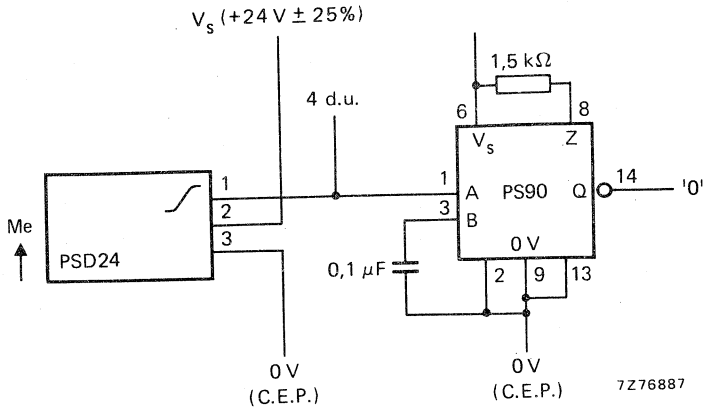 Vs (+24 V ± 25%)
1,5 kΩ
4 d.u.
6
8
Vs
Z
1
1
A
PS90
Q
14
'0'
2
3
B
Me
3
0 V
PSD24
0,1 μF
2
9
13
0 V
(C.E.P.)
0 V
(C.E.P.)
7Z76887